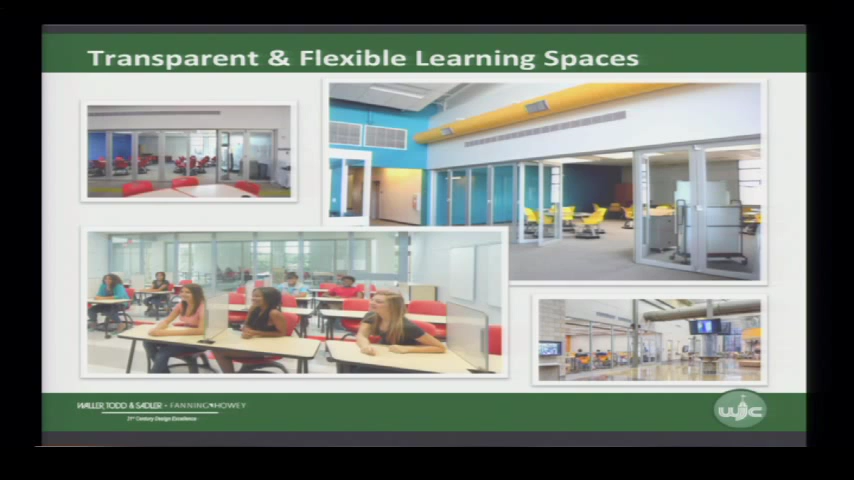 Transparent & Flexible Learning Spaces
WALLER, TODD & SADLER • FANNING HOWEY
21st Century Design Excellence
WJC